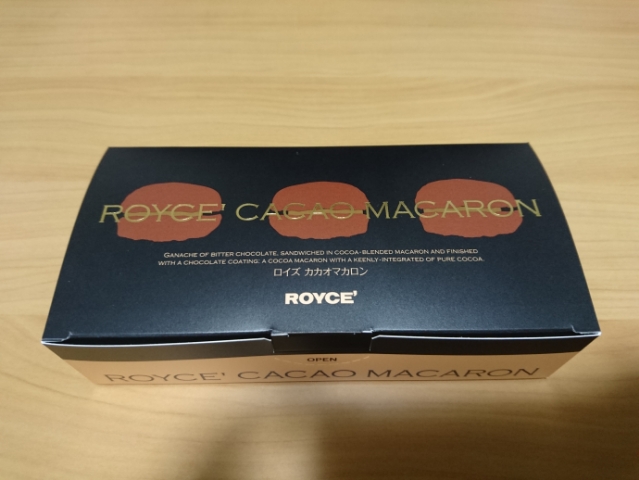 ROYCE' CACAO MACARON
GANACHE OF BITTER CHOCOLATE, SANDWICHED IN COCOA-BLENDED MACARON AND FINISHED
WITH A CHOCOLATE COATING: A COCOA MACARON WITH A KEENLY-INTEGRATED OF PURE COCOA.
ロイズ カカオマカロン
ROYCE'
OPEN
ROYCE' CACAO MACARON